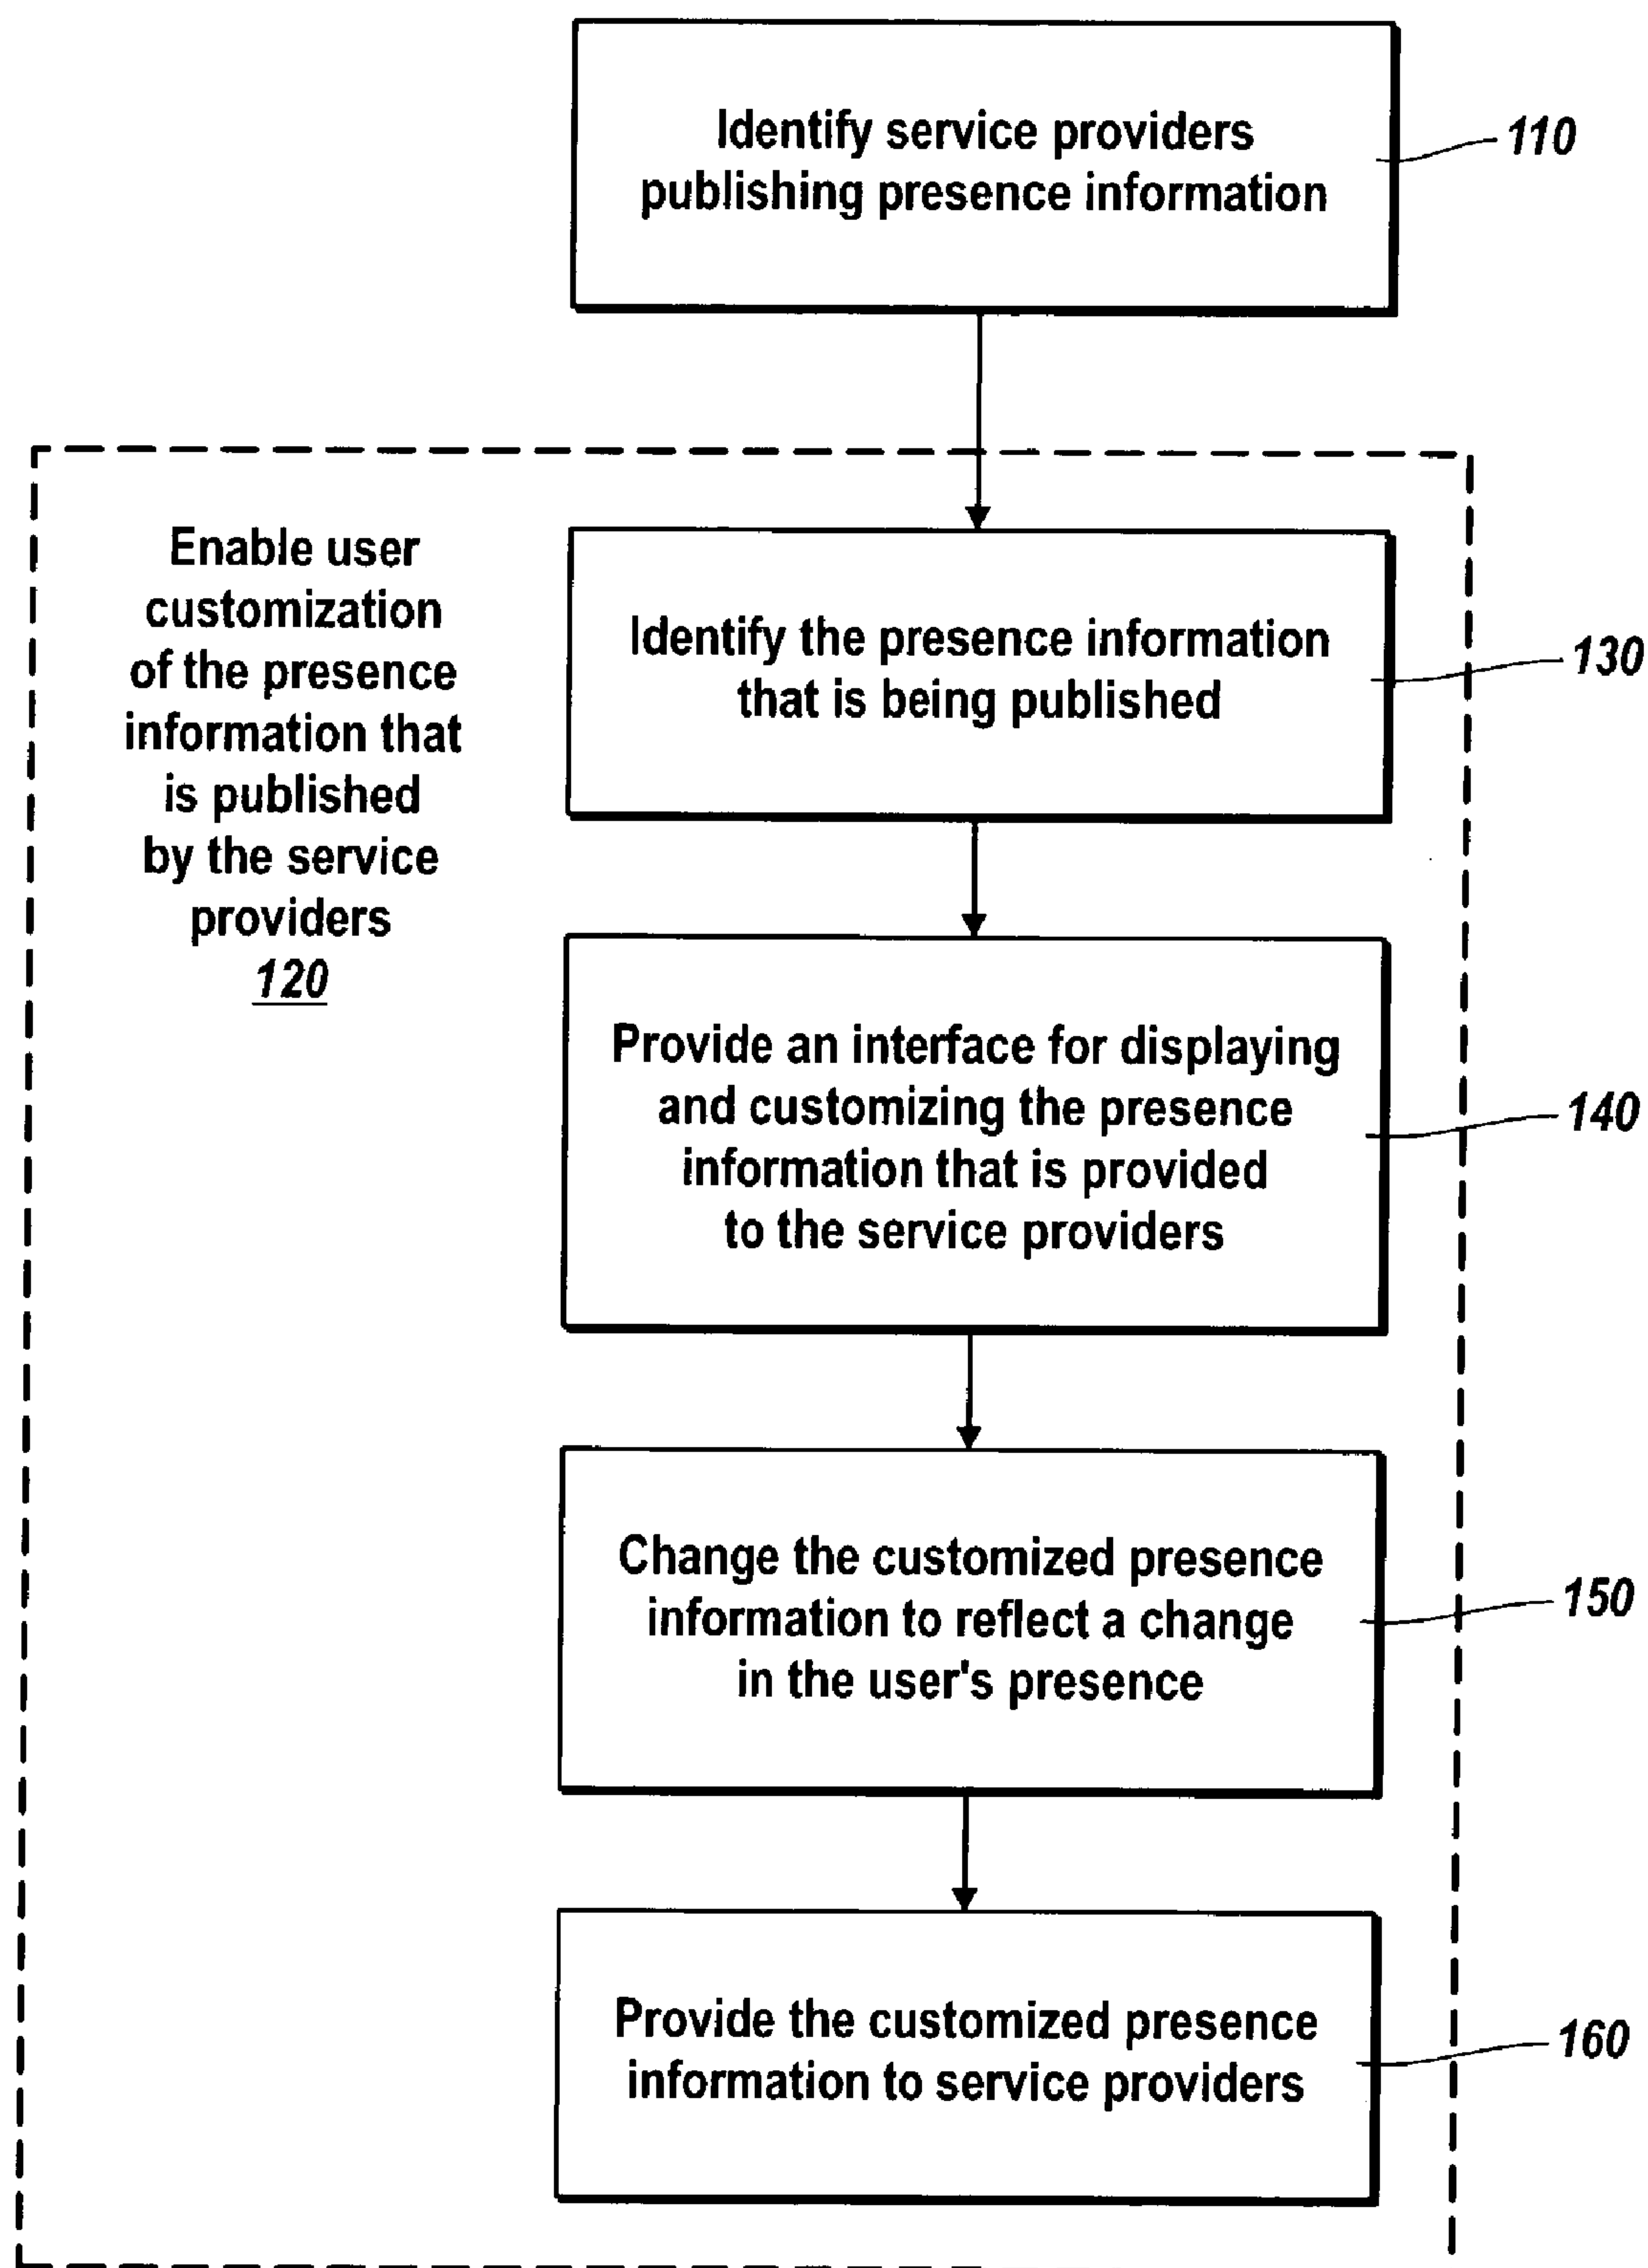 Identify service providers
publishing presence information
110
Enable user
customization
of the presence
information that
is published
by the service
providers
120
Identify the presence information
that is being published
130
Provide an interface for displaying
and customizing the presence
information that is provided
to the service providers
140
Change the customized presence
information to reflect a change
in the user's presence
150
Provide the customized presence
information to service providers
160